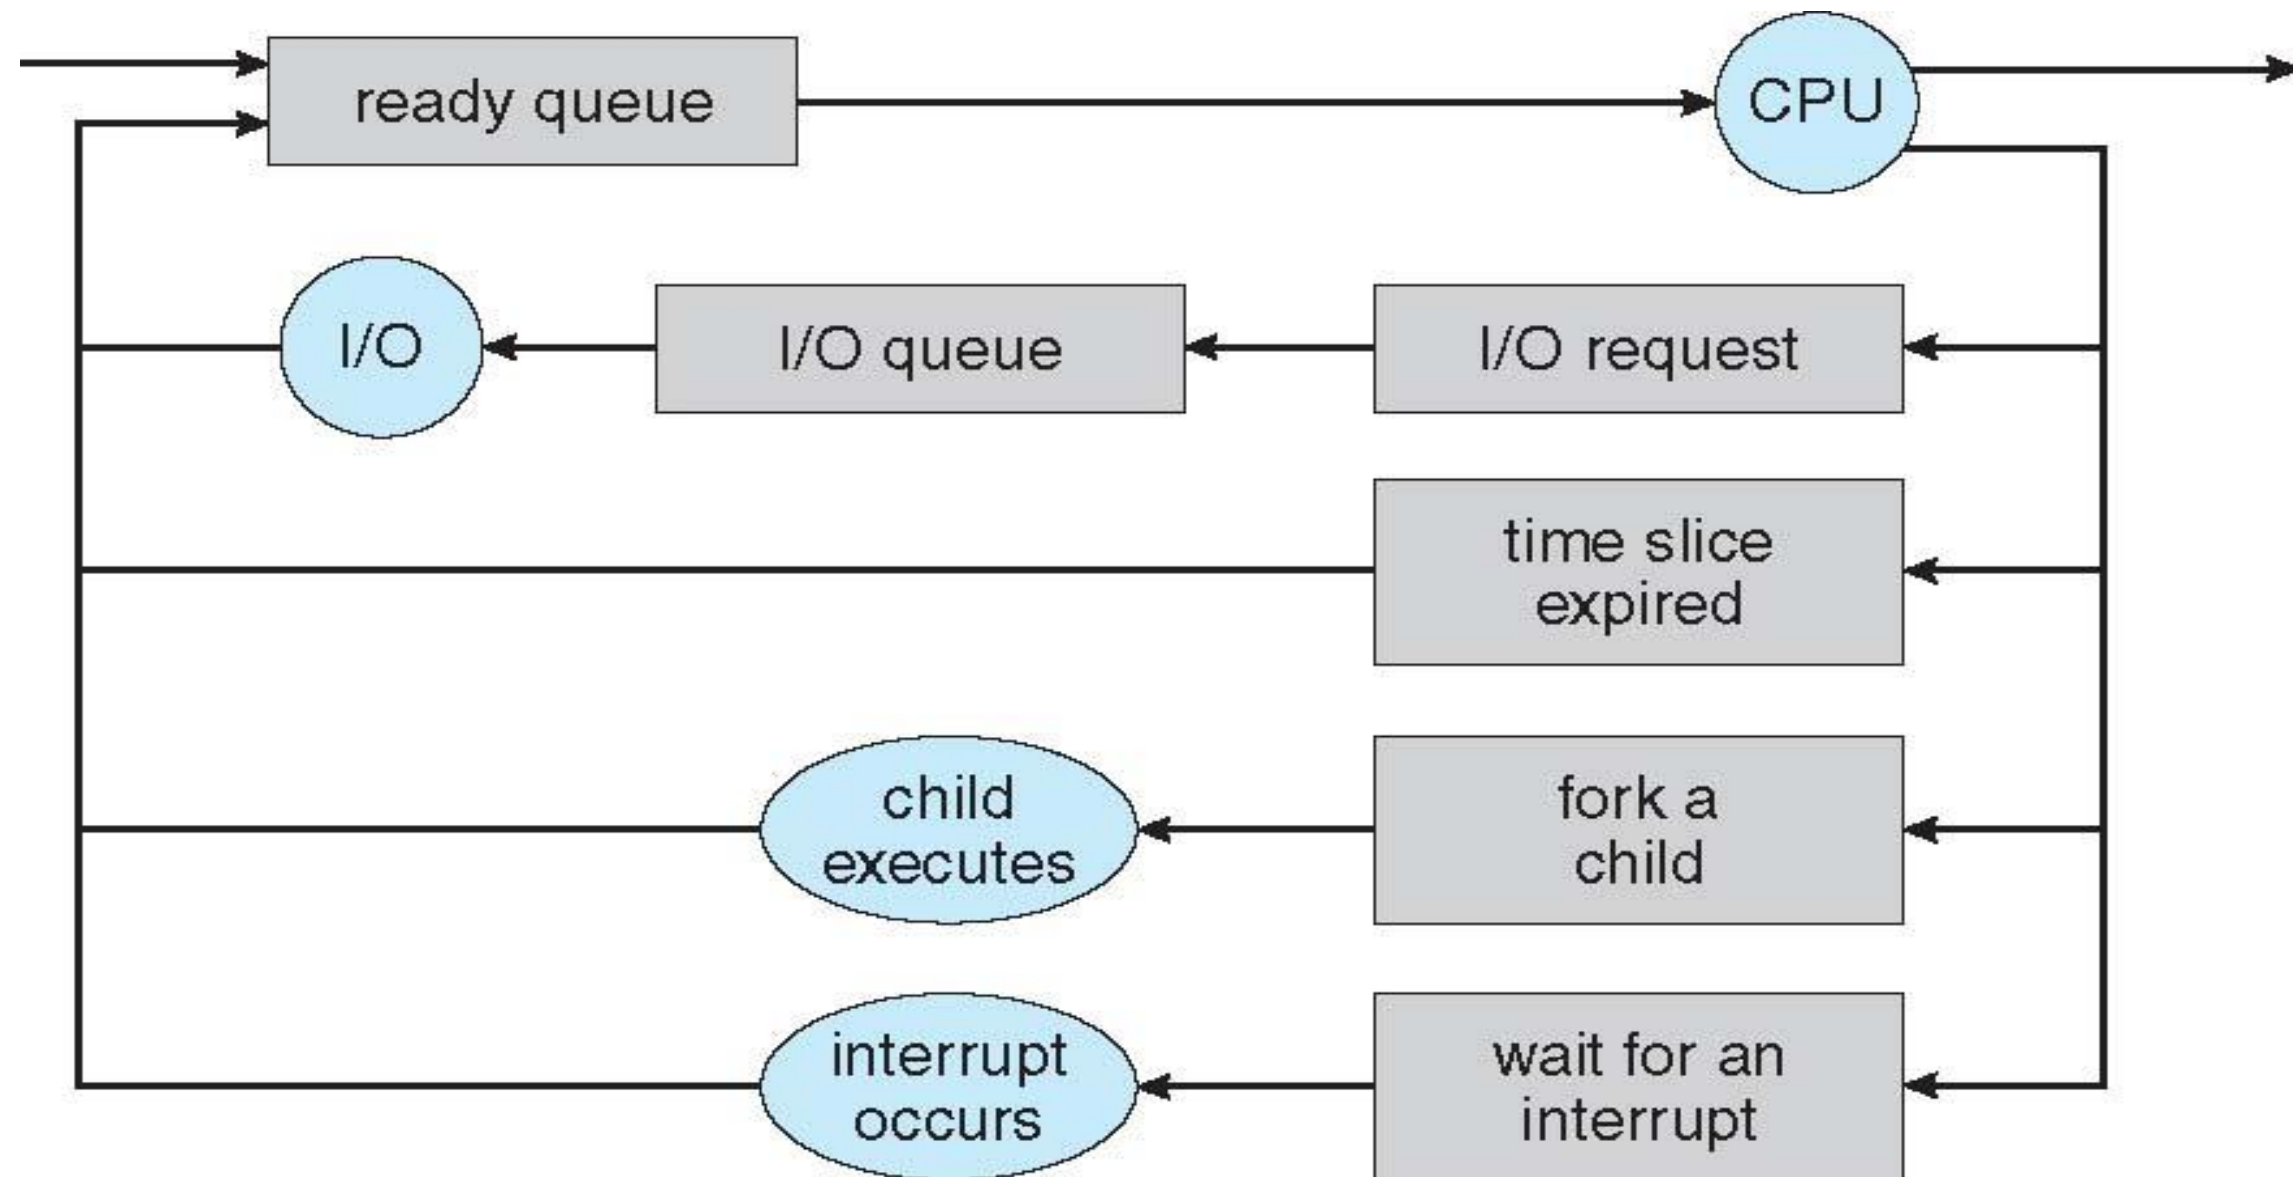 ready queue
CPU
I/O
I/O queue
I/O request
time slice
expired
child
executes
fork a
child
interrupt
occurs
wait for an
interrupt